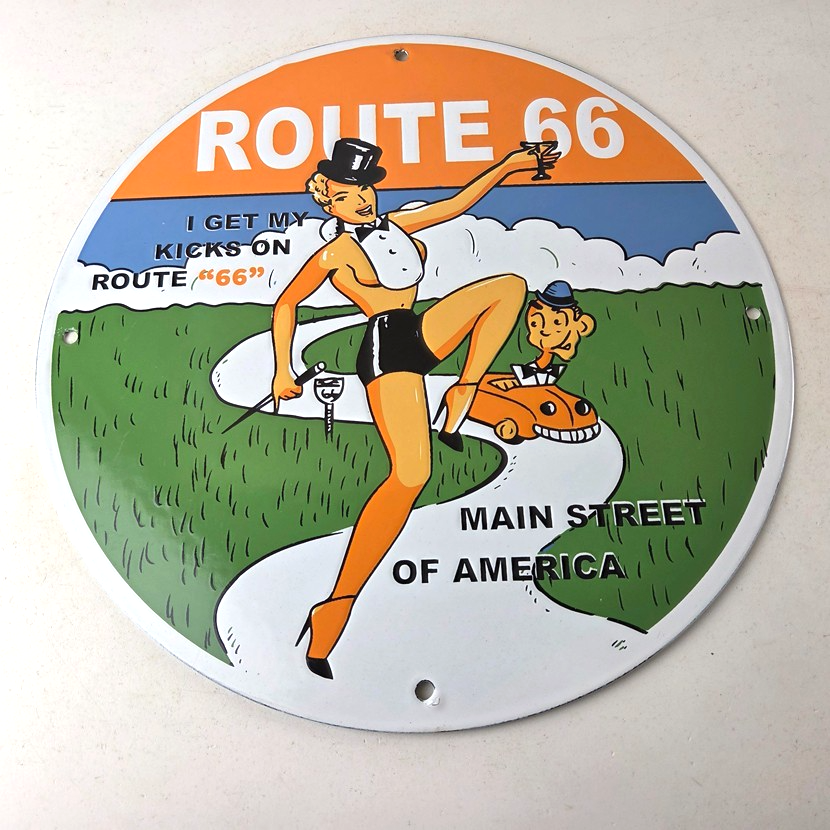 ROUTE 66
I GET MY
KICKS ON
ROUTE “66”
MAIN STREET
OF AMERICA